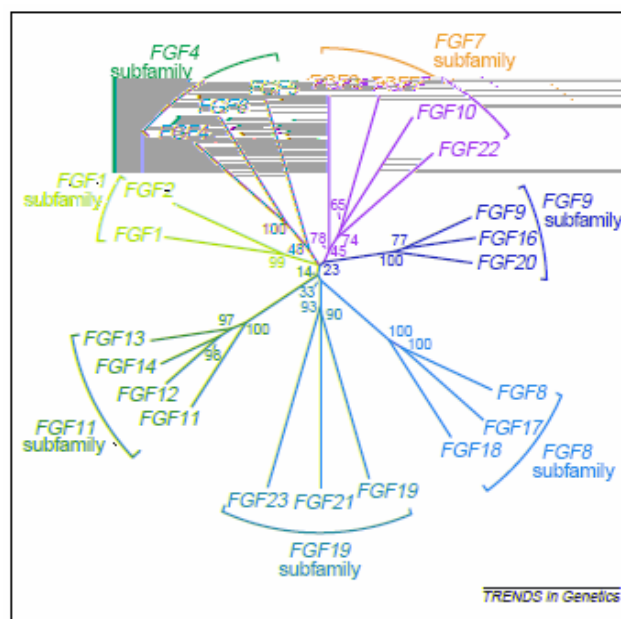 FGF4
subfamily
FGF7
subfamily
FGF10
FGF22
FGF1
subfamily
FGF2
FGF1
FGF9
FGF16
FGF20
FGF9
subfamily
100
48
78
65
74
45
77
100
99
14
23
33
93
90
97
100
98
100
100
FGF13
FGF14
FGF12
FGF11
FGF11
subfamily
FGF8
FGF17
FGF18
FGF8
subfamily
FGF23
FGF21
FGF19
FGF19
subfamily
TRENDS in Genetics